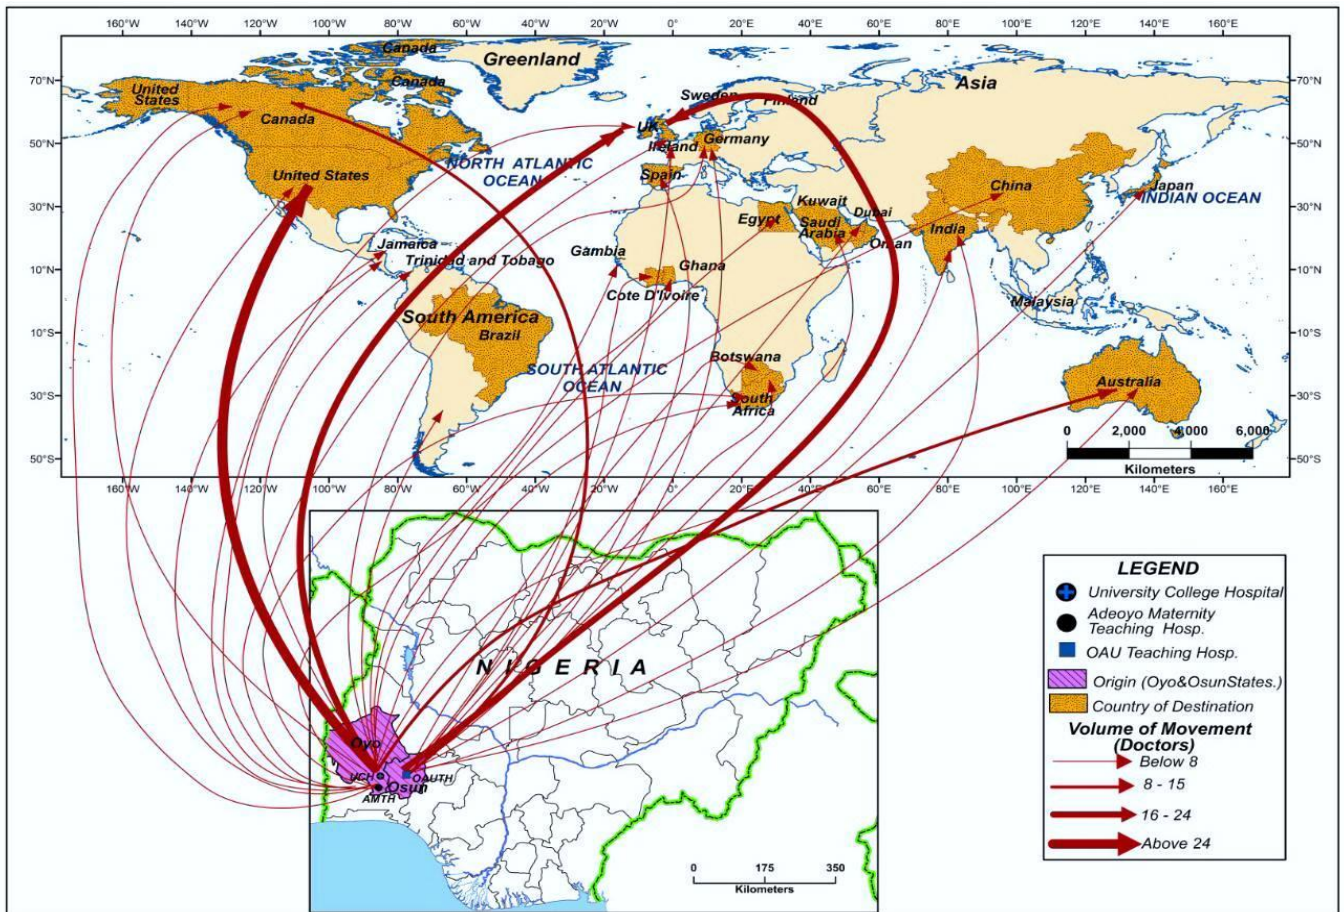 160°W 140°W 120°W 100°W 80°W 60°W 40°W 20°W 0° 20°E 40°E 60°E 80°E 100°E 120°E 140°E 160°E
Canada
Greenland
Canada
70°N
70°N
Asia
United
States
Sweden
Finland
Canada
UK
Germany
Ireland
50°N
50°N
NORTH ATLANTIC
OCEAN
United States
Spain
China
Japan
INDIAN OCEAN
30°N
30°N
Kuwait
Dubai
Egypt
Saudi
Arabia
India
Oman
Jamaica
Gambia
Trinidad and Tobago
Ghana
10°N
10°N
Cote D'Ivoire
Malaysia
South America
Brazil
10°S
10°S
Botswana
SOUTH ATLANTIC
OCEAN
Australia
South
Africa
30°S
30°S
0 2,000 4,000 6,000
Kilometers
50°S
50°S
160°W 140°W 120°W 100°W 80°W 60°W 40°W 20°W 0° 20°E 40°E 60°E 80°E 100°E 120°E 140°E 160°E
NIGERIA
Oyo
UCH
OAUTH
Osun
AMTH
0 175 350
Kilometers
LEGEND
University College Hospital
Adeoyo Maternity
Teaching Hosp.
OAU Teaching Hosp.
Origin (Oyo&OsunStates.)
Country of Destination
Volume of Movement
(Doctors)
Below 8
8 - 15
16 - 24
Above 24